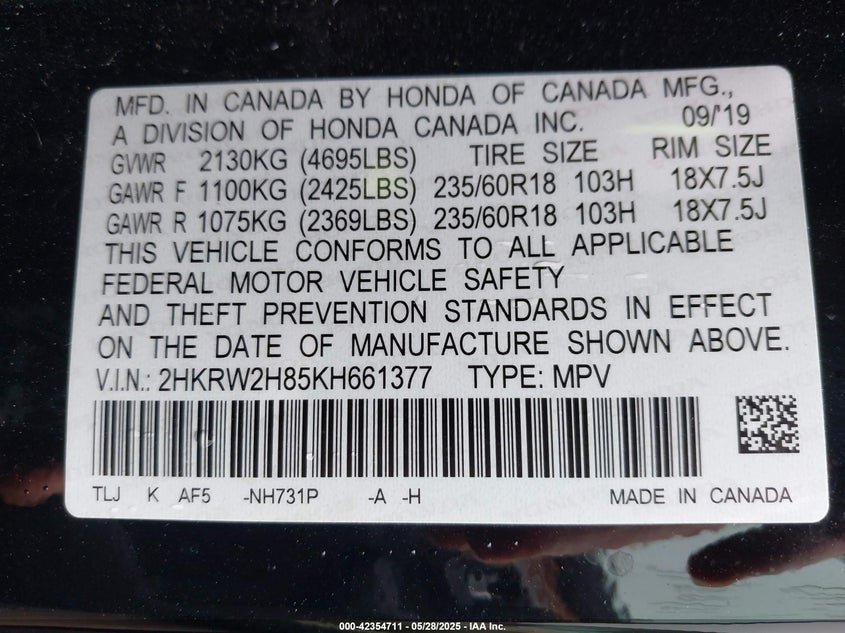 MFD. IN CANADA BY HONDA OF CANADA MFG.,
A DIVISION OF HONDA CANADA INC. 09/'19
GVWR 2130KG (4695LBS) TIRE SIZE RIM SIZE
GAWR F 1100KG (2425LBS) 235/60R18 103H 18X7.5J
GAWR R 1075KG (2369LBS) 235/60R18 103H 18X7.5J
THIS VEHICLE CONFORMS TO ALL APPLICABLE
FEDERAL MOTOR VEHICLE SAFETY
AND THEFT PREVENTION STANDARDS IN EFFECT
ON THE DATE OF MANUFACTURE SHOWN ABOVE.
V.I.N.: 2HKRW2H85KH661377 TYPE: MPV
TLJ K AF5 -NH731P -A -H MADE IN CANADA
000-42354711 - 05/28/2025 - IAA Inc.